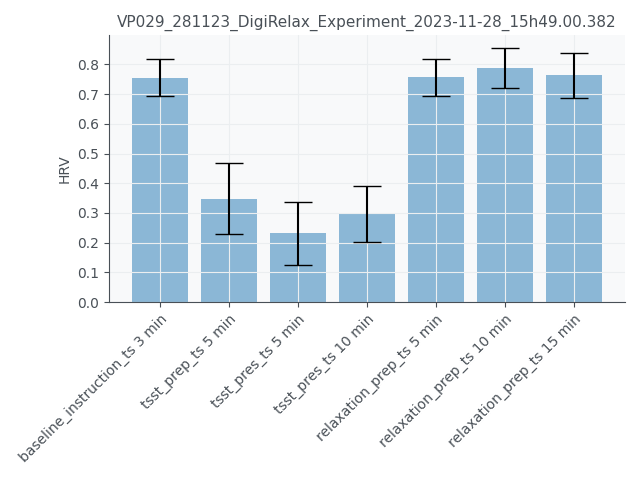 VP029_281123_DigiRelax_Experiment_2023-11-28_15h49.00.382
HRV
0.8
0.7
0.6
0.5
0.4
0.3
0.2
0.1
0.0
baseline_instruction_ts 3 min
tsst_prep_ts 5 min
tsst_pres_ts 5 min
tsst_pres_ts 10 min
relaxation_prep_ts 5 min
relaxation_prep_ts 10 min
relaxation_prep_ts 15 min